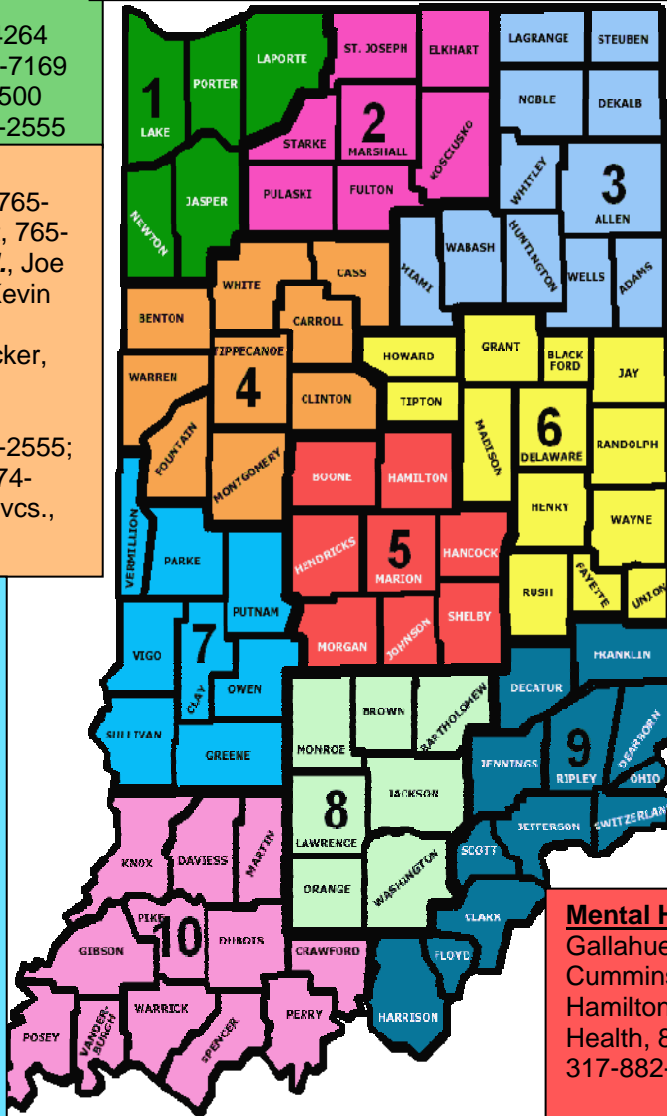 4264
-7169
500
-2555
765-
, 765-
., Joe
Kevin
cker,
-2555;
74-
vcs.,
LAGRANGE
STEUBEN
ST. JOSEPH
ELKHART
LAPORTE
PORTER
1
LAKE
NOBLE
DEKALB
2
MARSHALL
STARKE
KOSCIUSKO
WHITLEY
3
ALLEN
PULASKI
FULTON
JASPER
NEWTON
WABASH
HUNTINGTON
MIAMI
WELLS
ADAMS
WHITE
CASS
CARROLL
BENTON
TIPPECANOE
4
HOWARD
GRANT
BLACK
FORD
JAY
WARREN
CLINTON
TIPTON
MADISON
6
DELAWARE
RANDOLPH
FOUNTAIN
MONTGOMERY
BOONE
HAMILTON
HENRY
WAYNE
VERMILLION
PARKE
HENDRICKS
5
MARION
HANCOCK
RUSH
FAYETTE
UNION
PUTNAM
MORGAN
JOHNSON
SHELBY
VIGO
7
CLAY
OWEN
FRANKLIN
DECATUR
SULLIVAN
GREENE
MONROE
BROWN
BARTHOLOMEW
JENNINGS
9
RIPLEY
DEARBORN
OHIO
8
LAWRENCE
JACKSON
JEFFERSON
SWITZERLAN
KNOX
DAVIESS
MARTIN
ORANGE
WASHINGTON
SCOTT
CLARK
PIKE
10
GIBSON
DUBOIS
CRAWFORD
FLOYD
HARRISON
POSEY
VANDER-
BURGH
WARRICK
SPENCER
PERRY
Mental H
Gallahue
Cummins
Hamilton
Health, 8
317-882-